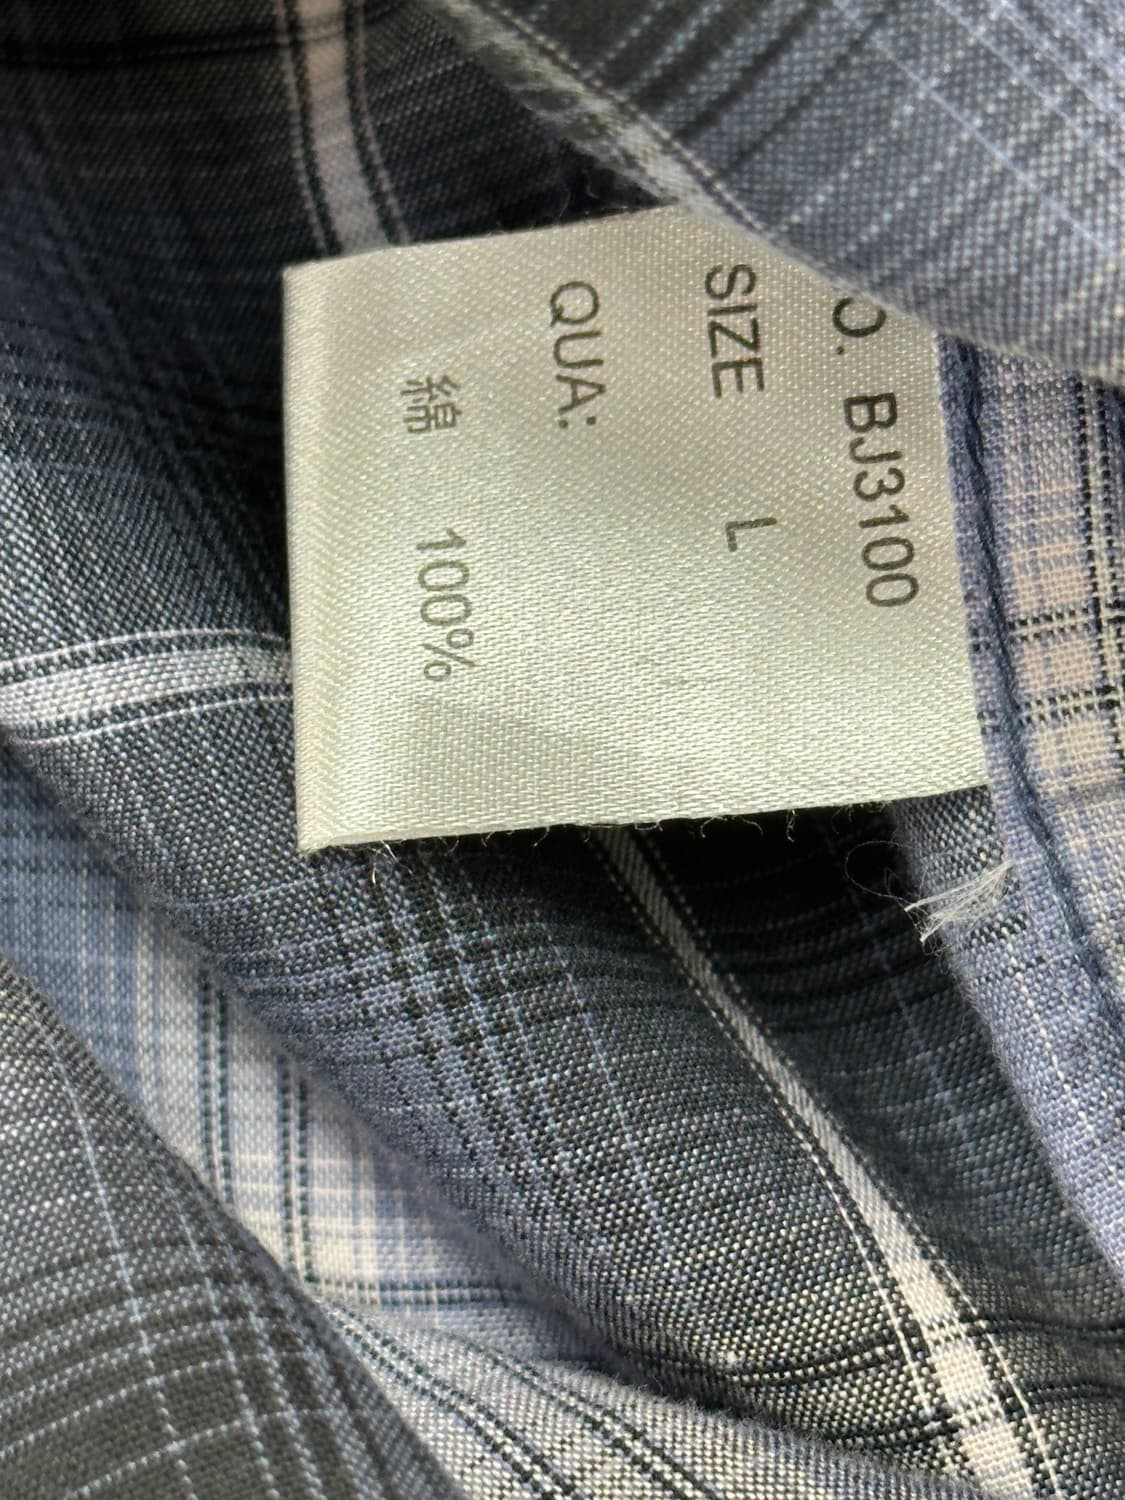 O. BJ3100
SIZE L
QUA:
綿 100%